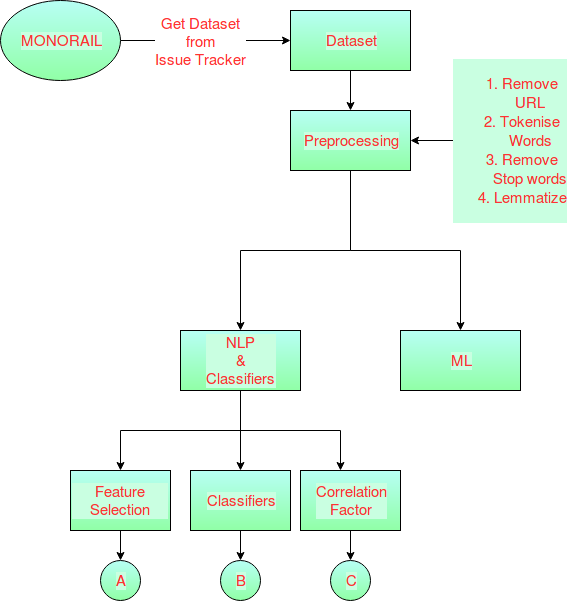 MONORAIL
Get Dataset
from
Issue Tracker
Dataset
Preprocessing
1. Remove
URL
2. Tokenise
Words
3. Remove
Stop words
4. Lemmatize
NLP
&
Classifiers
ML
Feature
Selection
Classifiers
Correlation
Factor
A
B
C